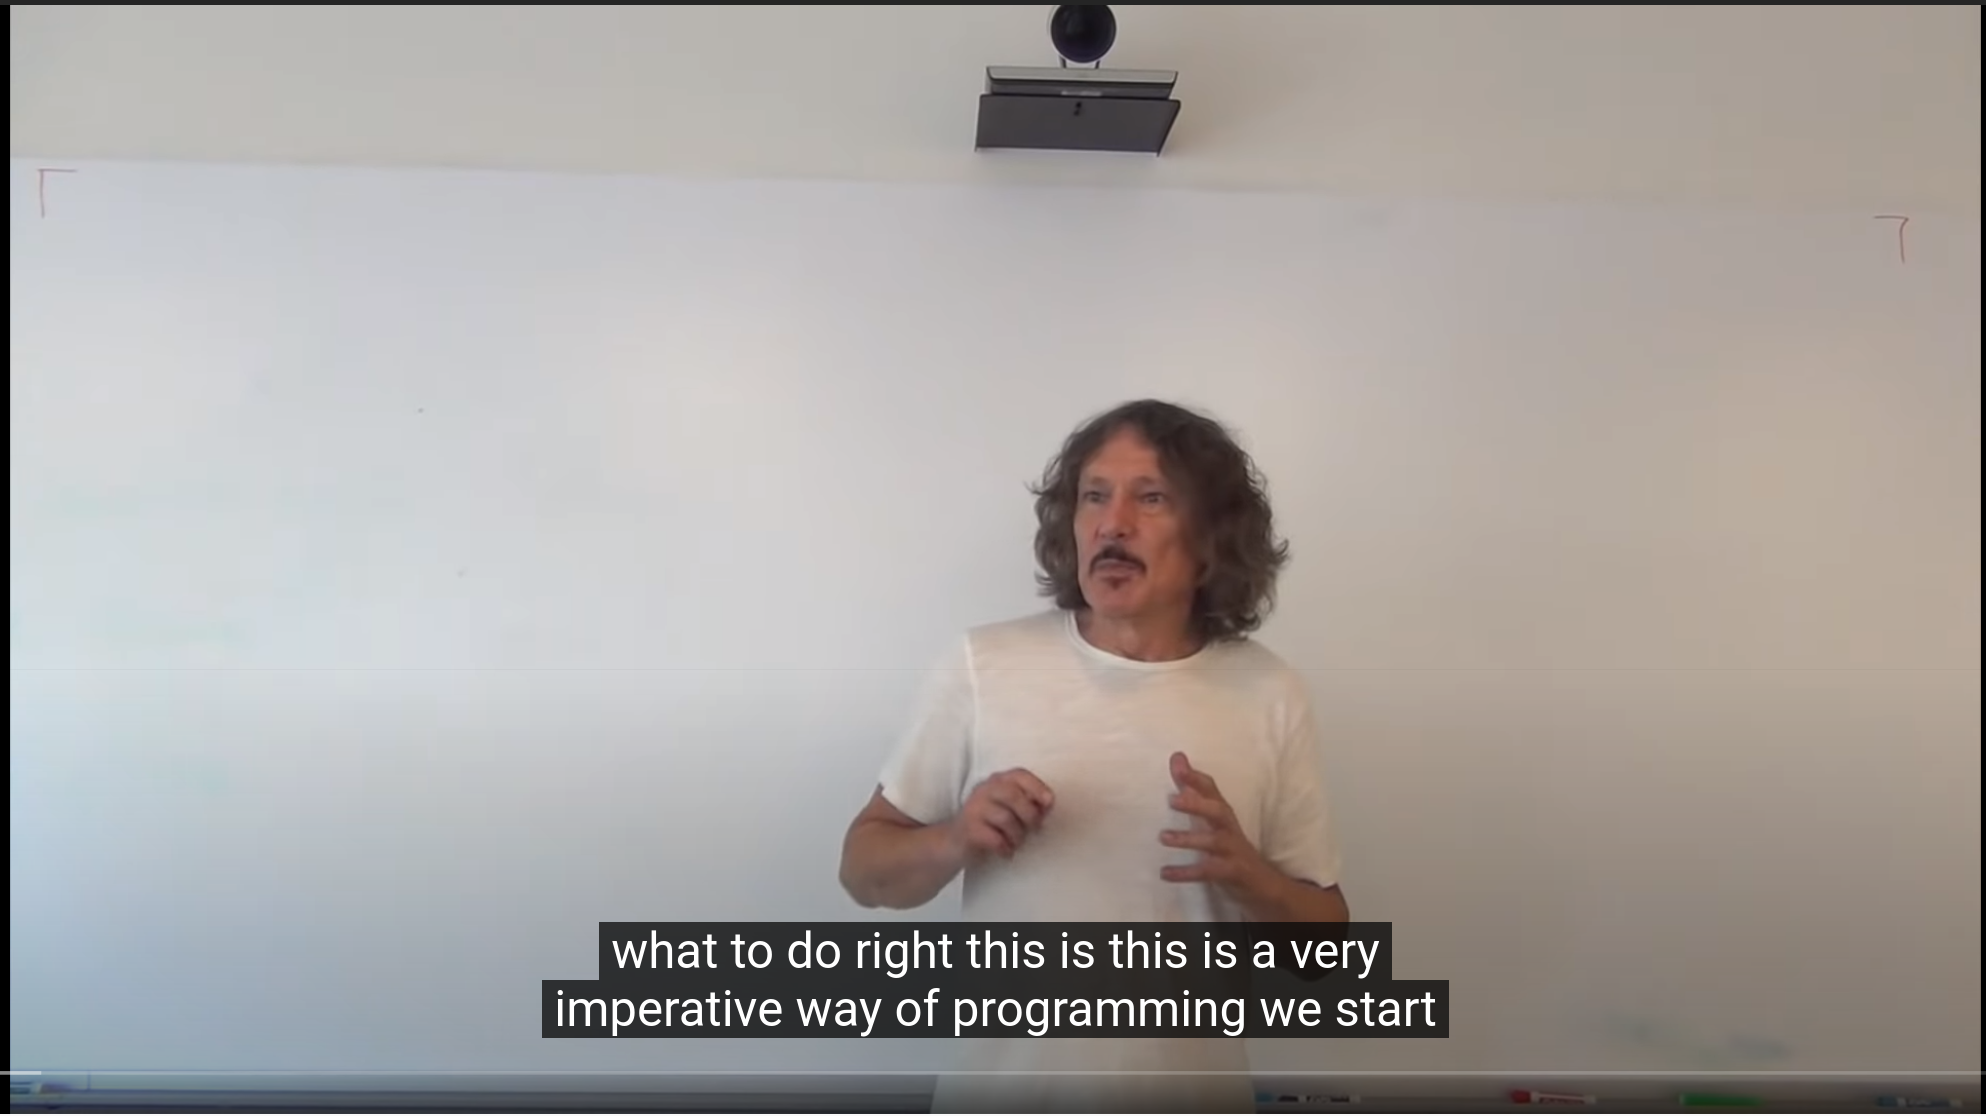 what to do right this is this is a very
imperative way of programming we start